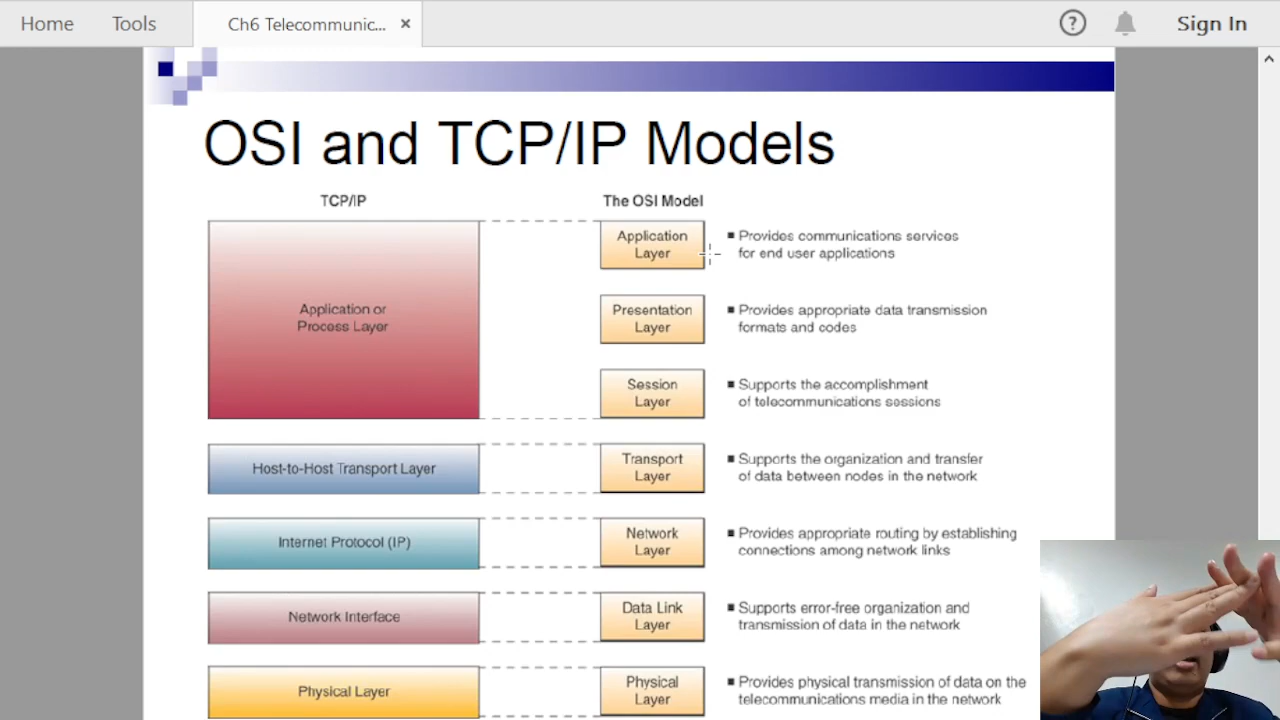 Home Tools Ch6 Telecommunic... × ? Sign In
OSI and TCP/IP Models
TCP/IP The OSI Model
Application or
Process Layer
Application
Layer
■ Provides communications services
for end user applications
Presentation
Layer
■ Provides appropriate data transmission
formats and codes
Session
Layer
■ Supports the accomplishment
of telecommunications sessions
Host-to-Host Transport Layer
Transport
Layer
■ Supports the organization and transfer
of data between nodes in the network
Internet Protocol (IP)
Network
Layer
■ Provides appropriate routing by establishing
connections among network links
Network Interface
Data Link
Layer
■ Supports error-free organization and
transmission of data in the network
Physical Layer
Physical
Layer
■ Provides physical transmission of data on the
telecommunications media in the network